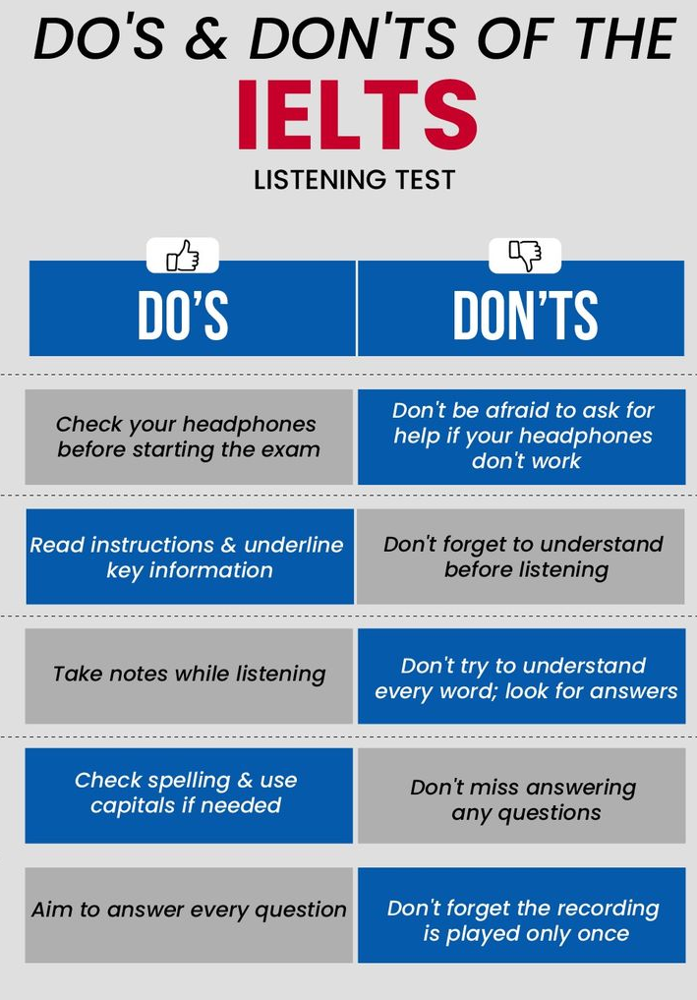 DO'S & DON'TS OF THE
IELTS
LISTENING TEST
DO'S
DON'TS
Check your headphones
before starting the exam
Don't be afraid to ask for
help if your headphones
don't work
Read instructions & underline
key information
Don't forget to understand
before listening
Take notes while listening
Don't try to understand
every word; look for answers
Check spelling & use
capitals if needed
Don't miss answering
any questions
Aim to answer every question
Don't forget the recording
is played only once